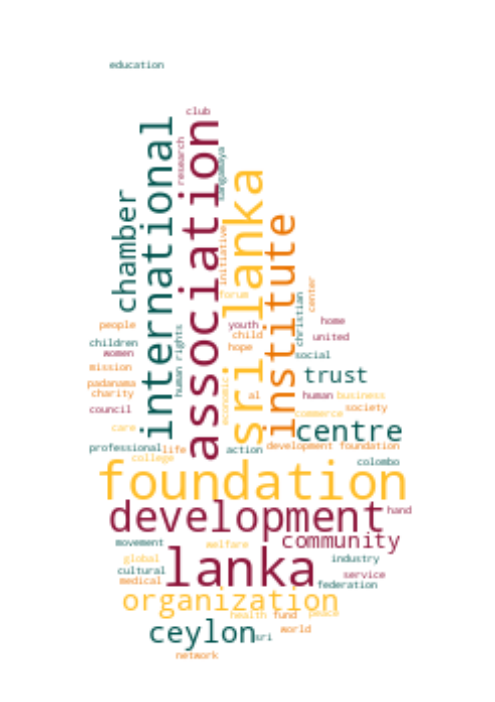 education
club
international
association
research
sangamaya
sri lanka
chamber
institute
initiative
forum
center
christian
people
youth
home
human rights
child
united
children
hope
women
social
mission
economic
trust
padanama
charity
al
human
business
council
commerce
society
care
centre
professional
life
action
development foundation
college
colombo
foundation
development
hand
movement
welfare
community
global
lanka
industry
cultural
service
medical
federation
organization
health
fund
peace
ceylon
sri
world
network